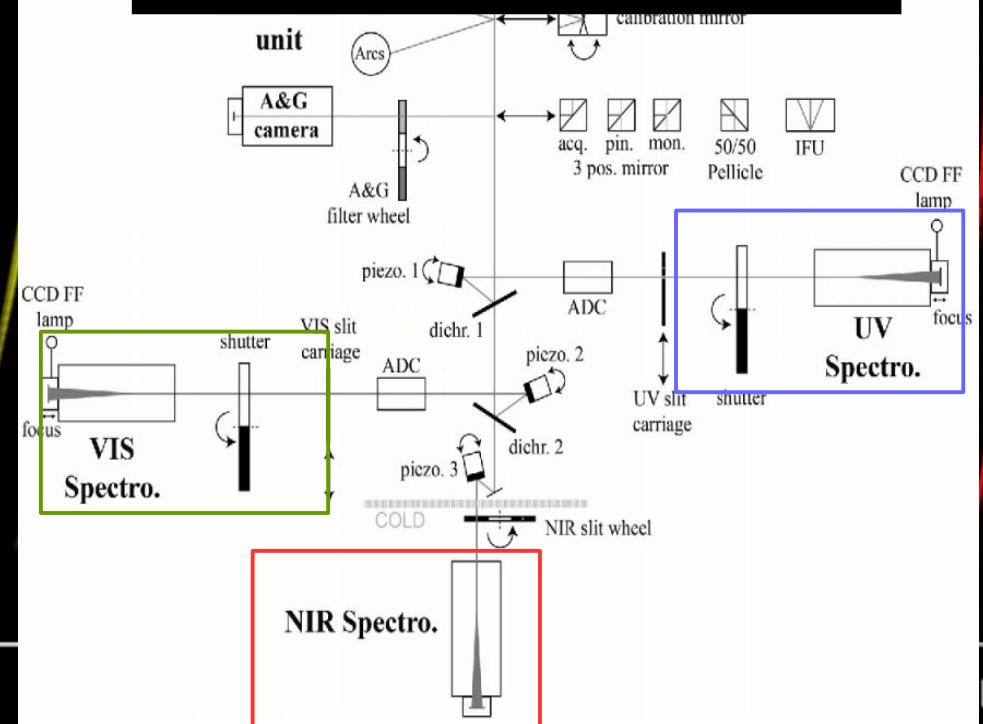 calibration mirror
unit
Arcs
A&G
camera
acq. pin. mon.
3 pos. mirror
50/50
Pellicle
IFU
A&G
filter wheel
CCD FF
lamp
piezo. 1
ADC
dichr. 1
focus
UV
Spectro.
CCD FF
lamp
VIS slit
carriage
shutter
ADC
piezo. 2
UV slit
carriage
shutter
focus
VIS
Spectro.
dichr. 2
piezo. 3
COLD
NIR slit wheel
NIR Spectro.